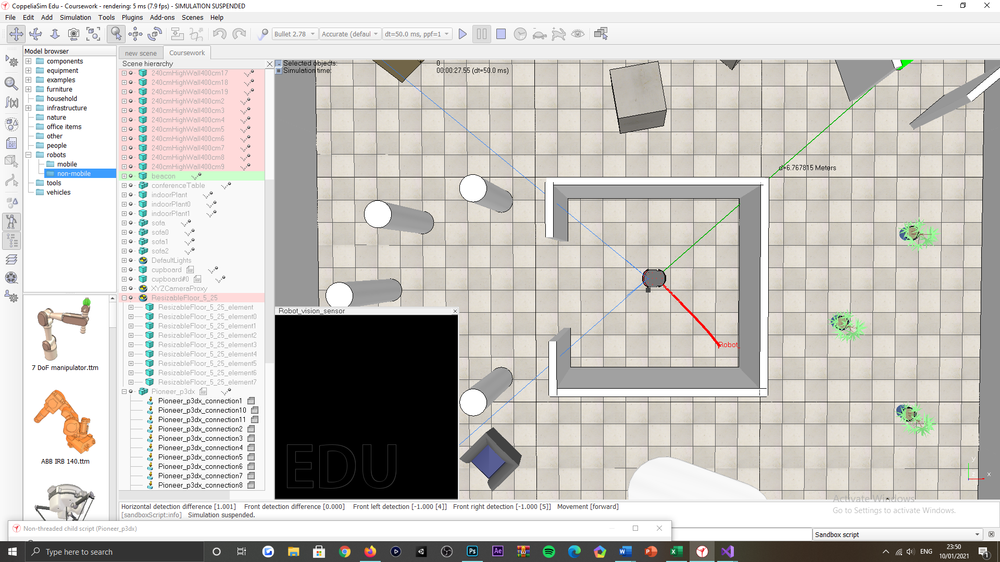 CoppeliaSim Edu - Coursework - rendering: 5 ms (7.9 fps) - SIMULATION SUSPENDED
File Edit Add Simulation Tools Plugins Add-ons Scenes Help
Bullet 2.78 Accurate (defaul dt=50.0 ms, ppf=1
Model browser
components
equipment
examples
furniture
household
infrastructure
nature
office items
other
people
robots
mobile
non-mobile
tools
vehicles
7 DoF manipulator.ttm
ABB IRB 140.ttm
new scene Coursework
Scene hierarchy
240cmHighWall400cm17
240cmHighWall400cm18
240cmHighWall400cm19
240cmHighWall400cm2
240cmHighWall400cm3
240cmHighWall400cm4
240cmHighWall400cm5
240cmHighWall400cm6
240cmHighWall400cm7
240cmHighWall400cm8
240cmHighWall400cm9
beacon
conferenceTable
indoorPlant
indoorPlant0
indoorPlant1
sofa
sofa0
sofa1
sofa2
DefaultLights
cupboard
cupboard#0
XYZCameraProxy
ResizableFloor_5_25
ResizableFloor_5_25_element
ResizableFloor_5_25_element0
ResizableFloor_5_25_element1
ResizableFloor_5_25_element2
ResizableFloor_5_25_element3
ResizableFloor_5_25_element4
ResizableFloor_5_25_element5
ResizableFloor_5_25_element6
ResizableFloor_5_25_element7
Pioneer_p3dx
Pioneer_p3dx_connection1
Pioneer_p3dx_connection10
Pioneer_p3dx_connection11
Pioneer_p3dx_connection2
Pioneer_p3dx_connection3
Pioneer_p3dx_connection4
Pioneer_p3dx_connection5
Pioneer_p3dx_connection6
Pioneer_p3dx_connection7
Pioneer_p3dx_connection8
Selected objects: 0
Simulation time: 00:00:27.55 (dt=50.0 ms)
d=6.767815 Meters
Robot_
Robot_vision_sensor
EDU
y
z x
Activate Windows
Go to Settings to activate Windows.
Horizontal detection difference [1.001] Front detection difference [0.000] Front left detection [-1.000 [4]] Front right detection [-1.000 [5]] Movement [forward]
[sandboxScript:info] Simulation suspended.
Non-threaded child script (Pioneer_p3dx)
Sandbox script
Type here to search
Ps
Ae
ENG
23:50
10/01/2021
1